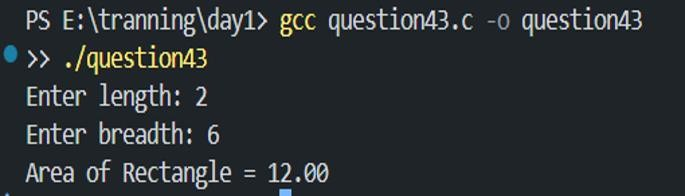 PS E:\tranning\day1> gcc question43.c -o question43
>> ./question43
Enter length: 2
Enter breadth: 6
Area of Rectangle = 12.00